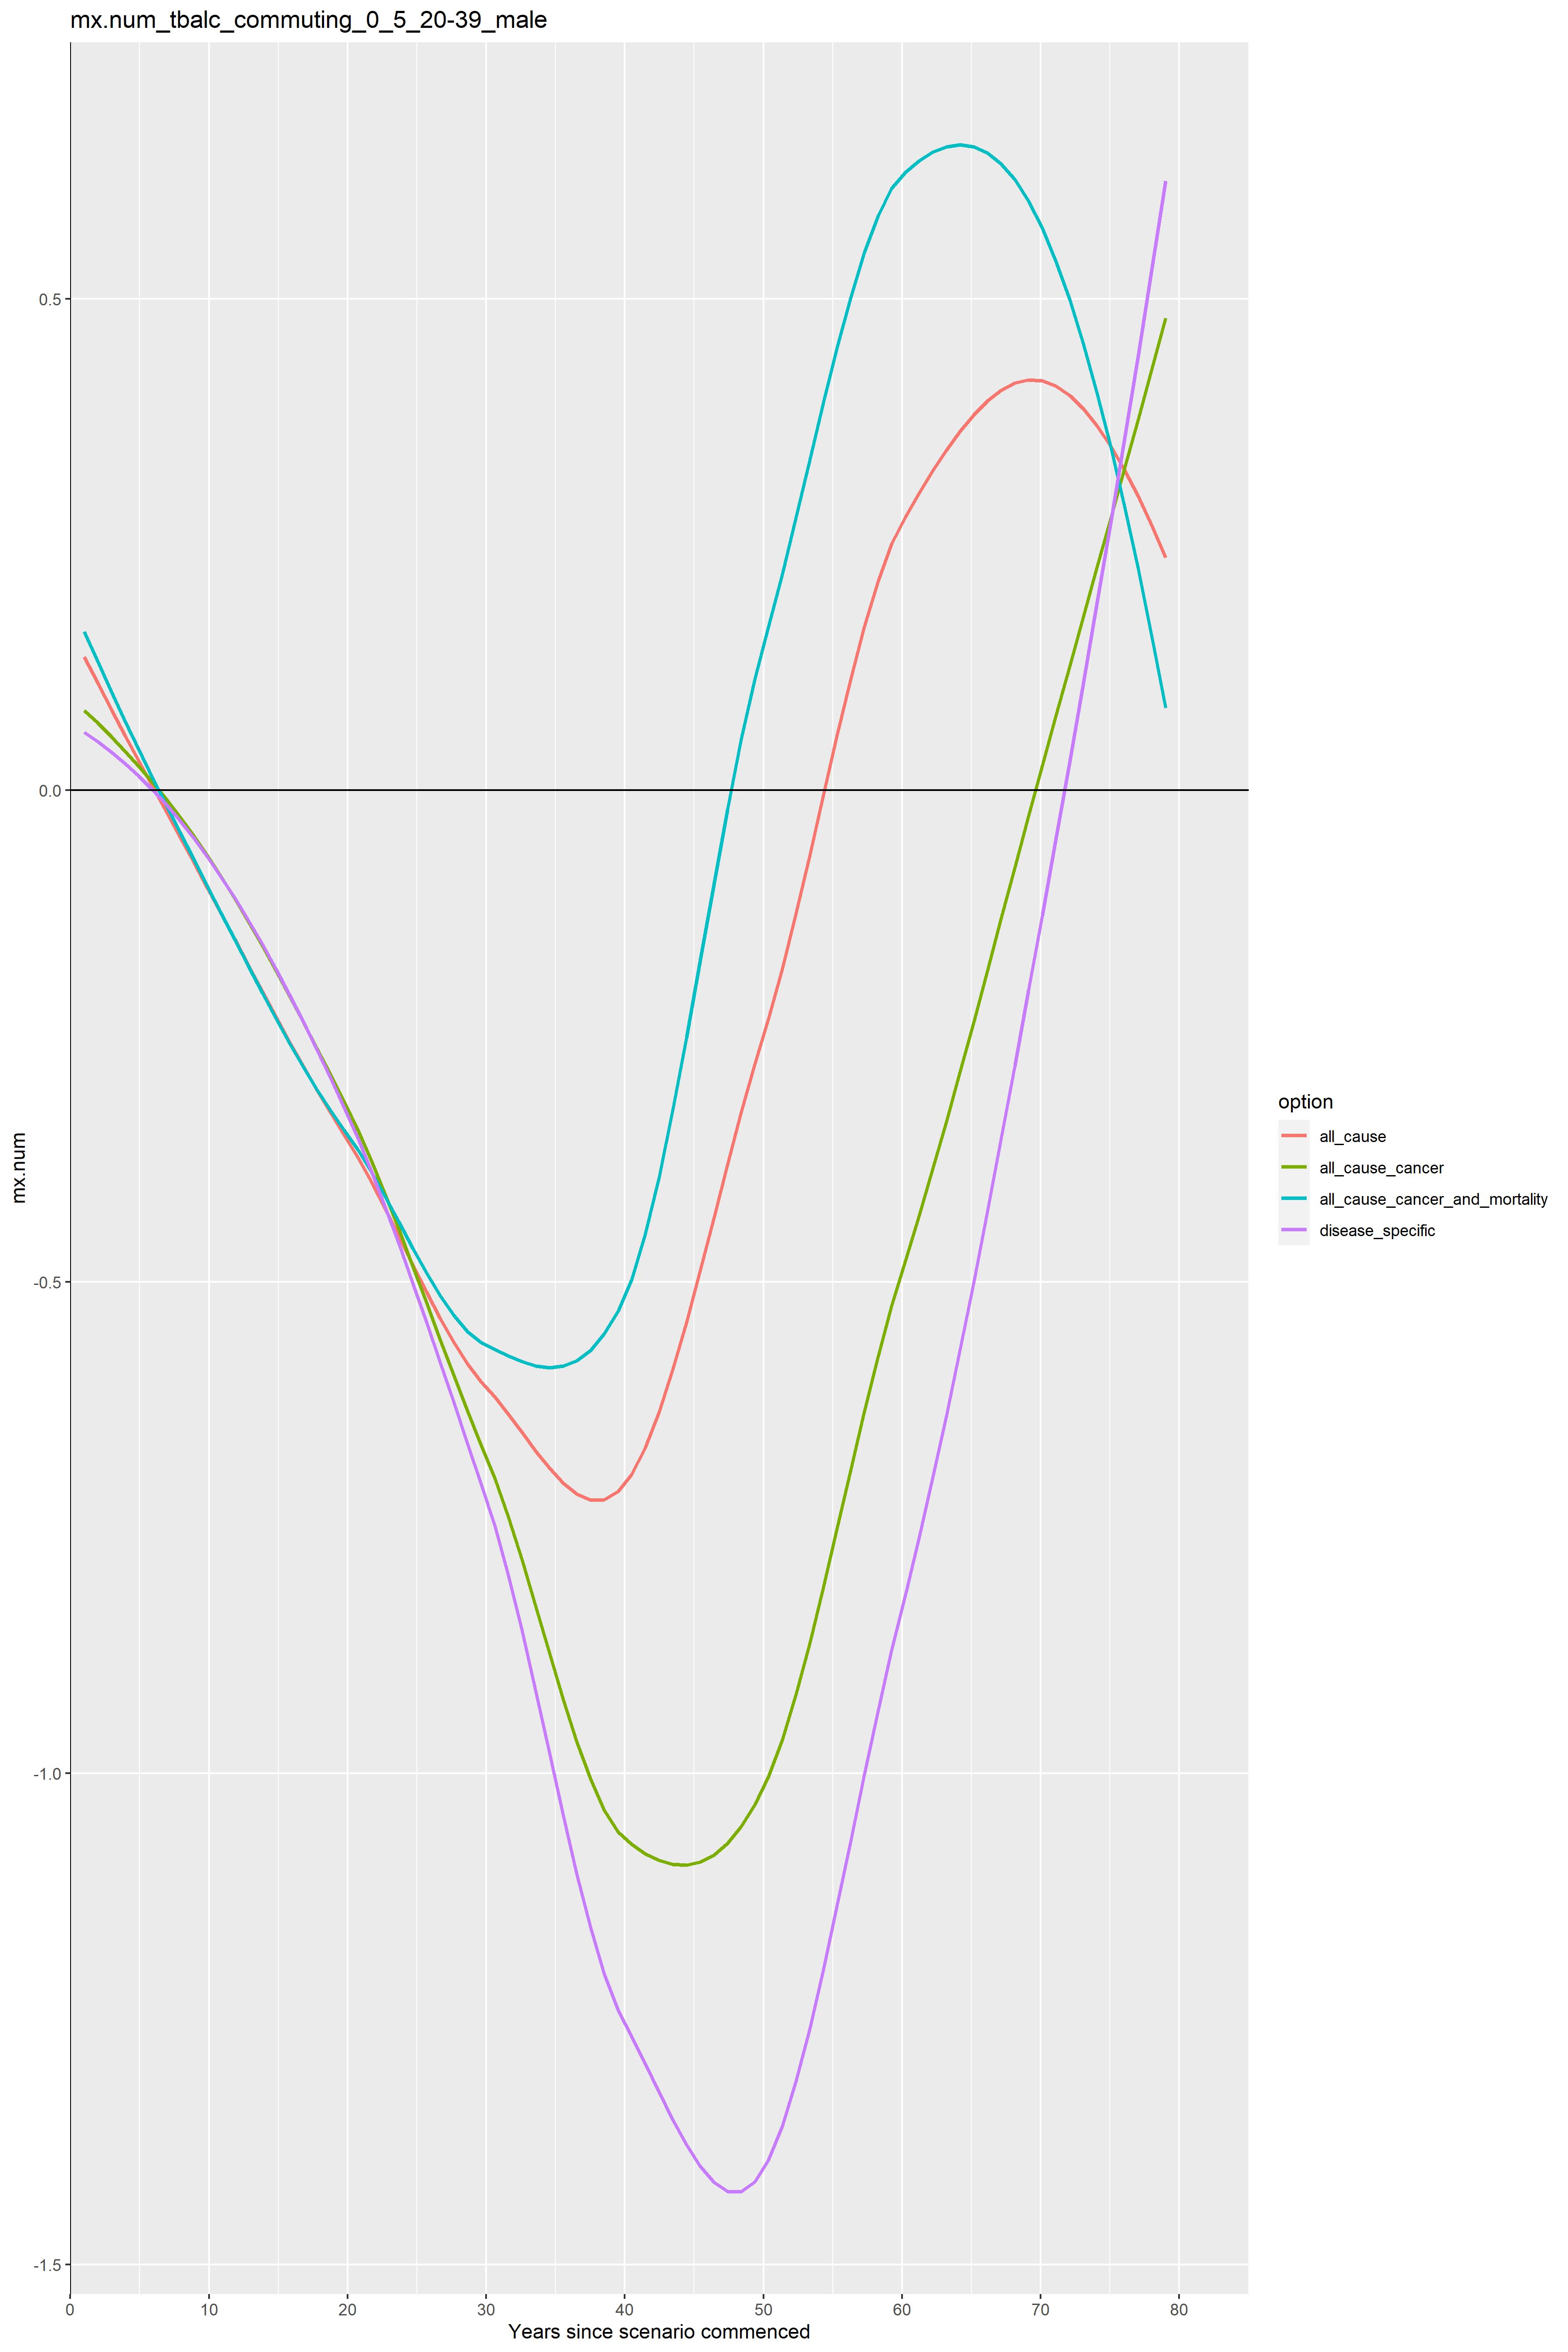 mx.num_tbalc_commuting_0_5_20-39_male
mx.num
0.5
0.0
-0.5
-1.0
-1.5
0 10 20 30 40 50 60 70 80
Years since scenario commenced
option
all_cause
all_cause_cancer
all_cause_cancer_and_mortality
disease_specific